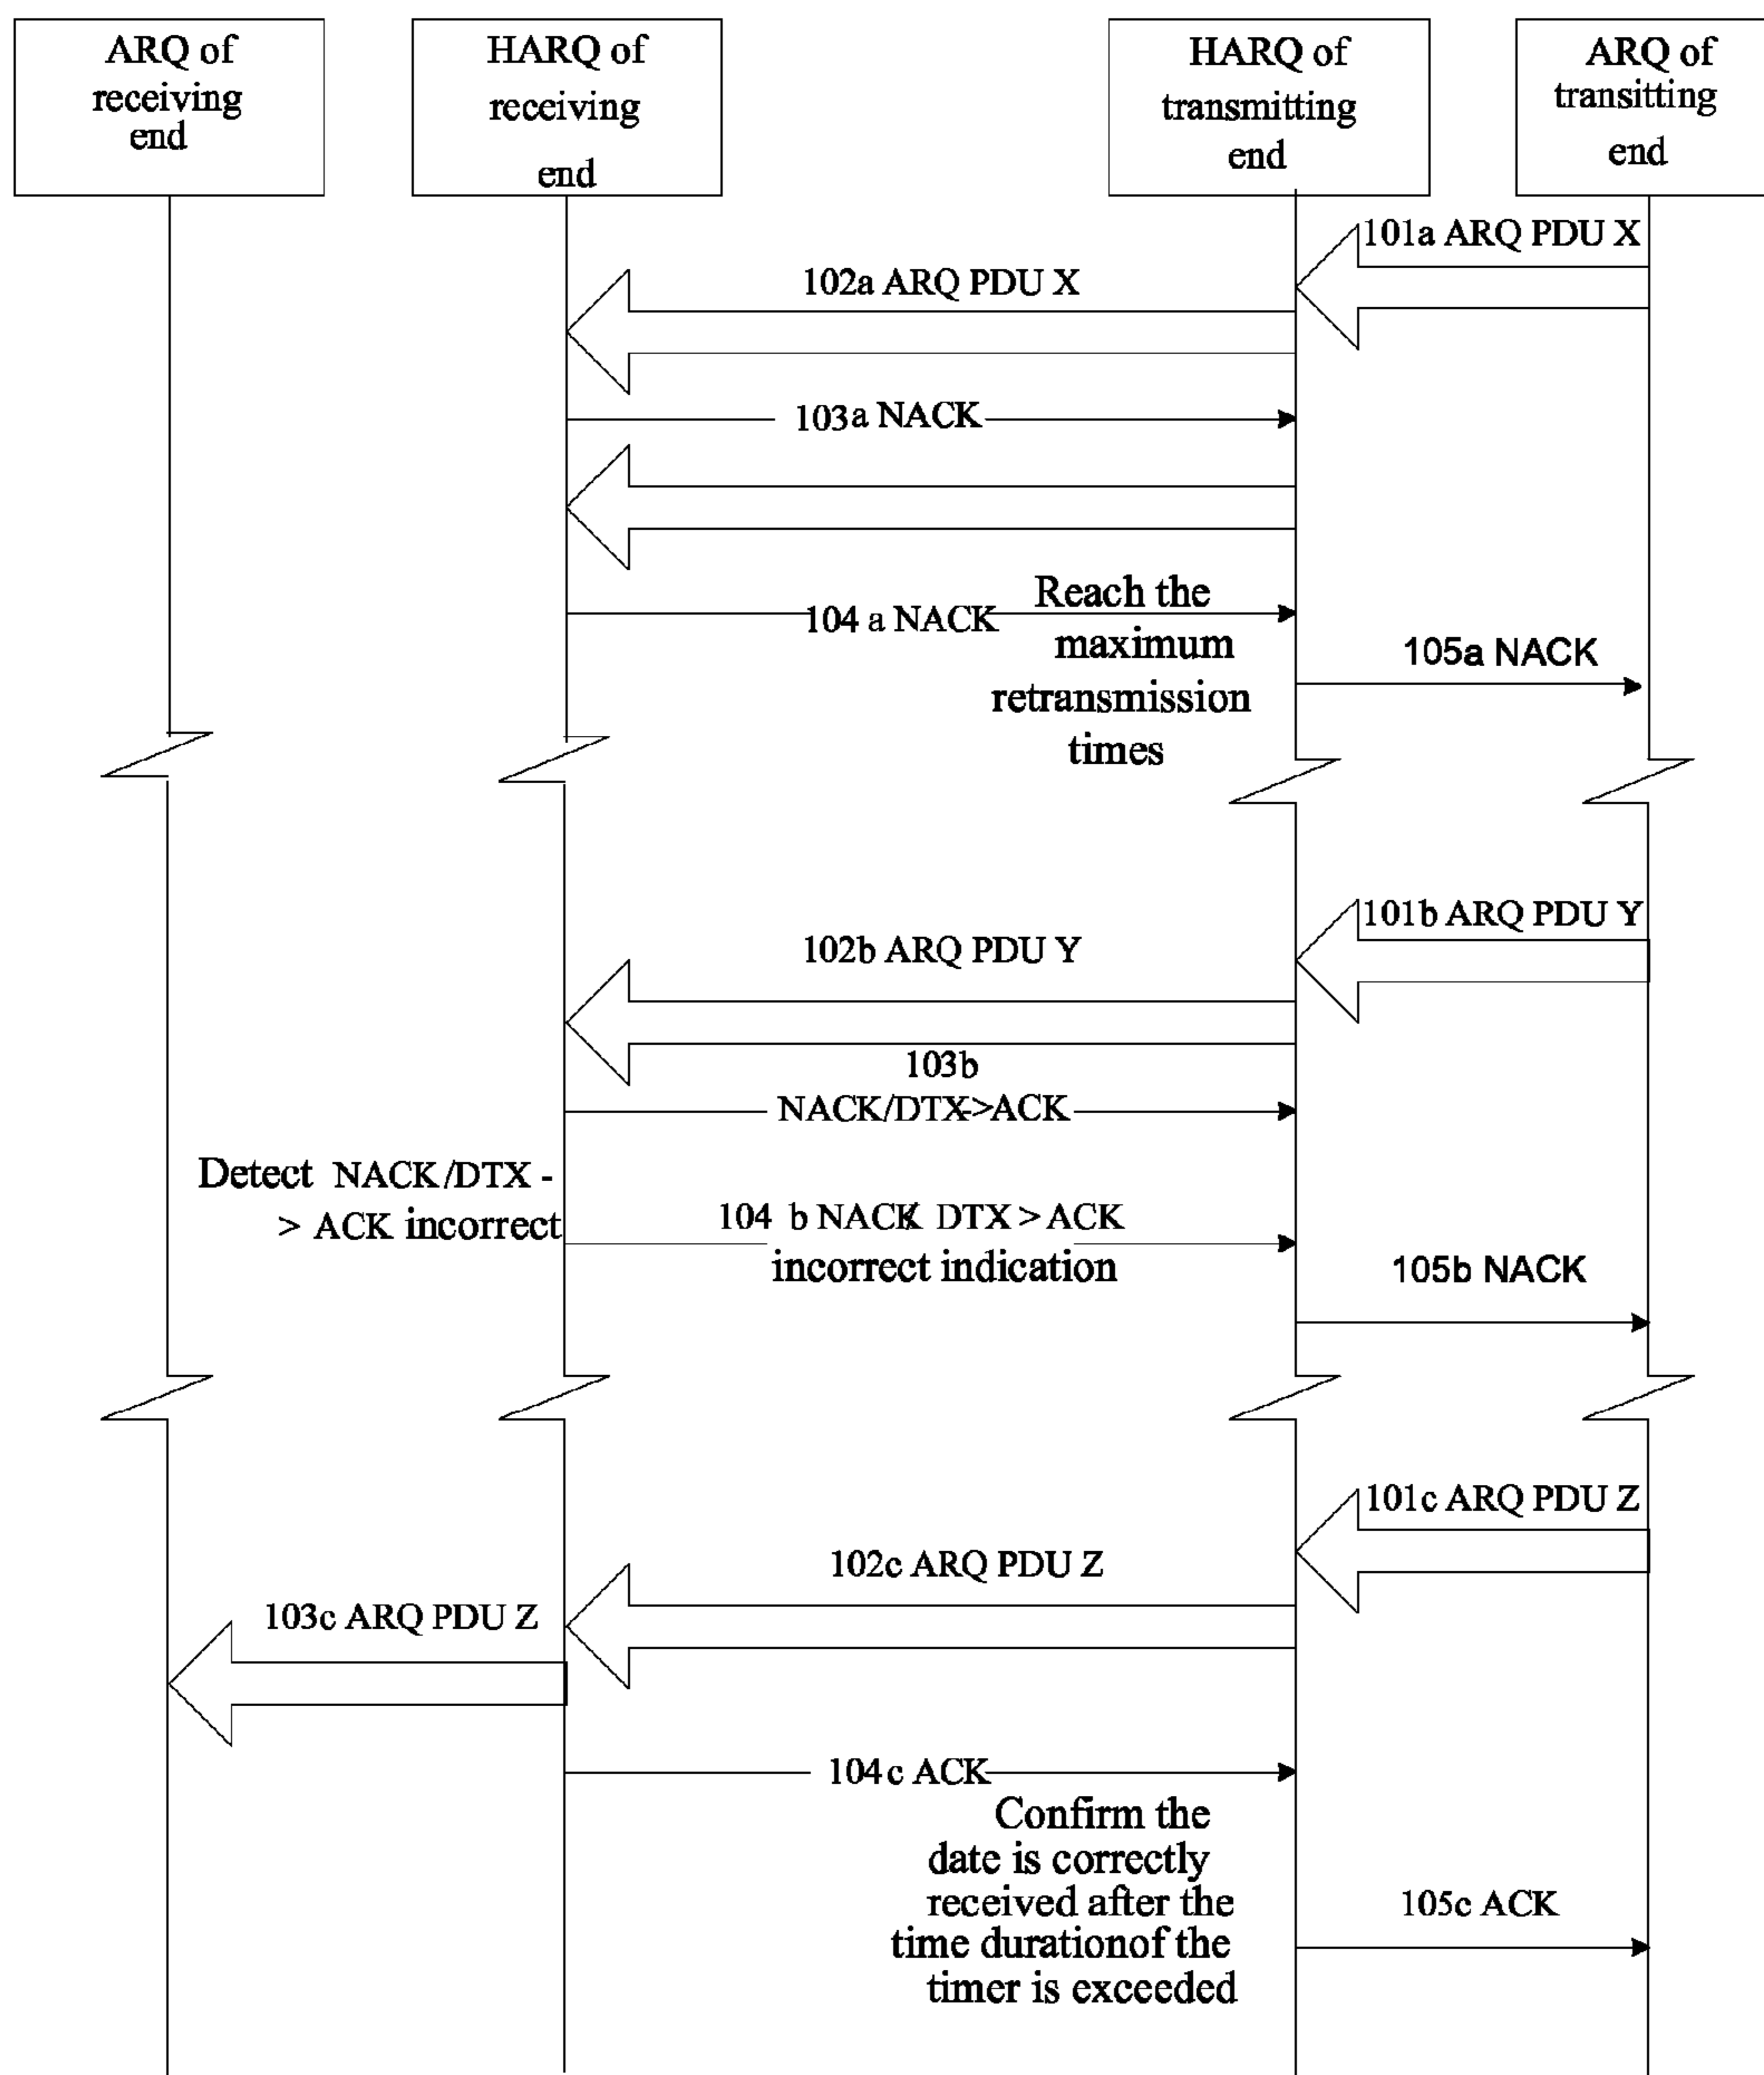 ARQ of
receiving
end
HARQ of
receiving
end
HARQ of
transmitting
end
ARQ of
transitting
end
101a ARQ PDU X
102a ARQ PDU X
103a NACK
104 a NACK
Reach the
maximum
retransmission
times
105a NACK
101b ARQ PDU Y
102b ARQ PDU Y
103b
NACK/DTX->ACK
Detect NACK/DTX -
> ACK incorrect
104 b NACK/ DTX > ACK
incorrect indication
105b NACK
101c ARQ PDU Z
102c ARQ PDU Z
103c ARQ PDU Z
104c ACK
Confirm the
date is correctly
received after the
time durationof the
timer is exceeded
105c ACK